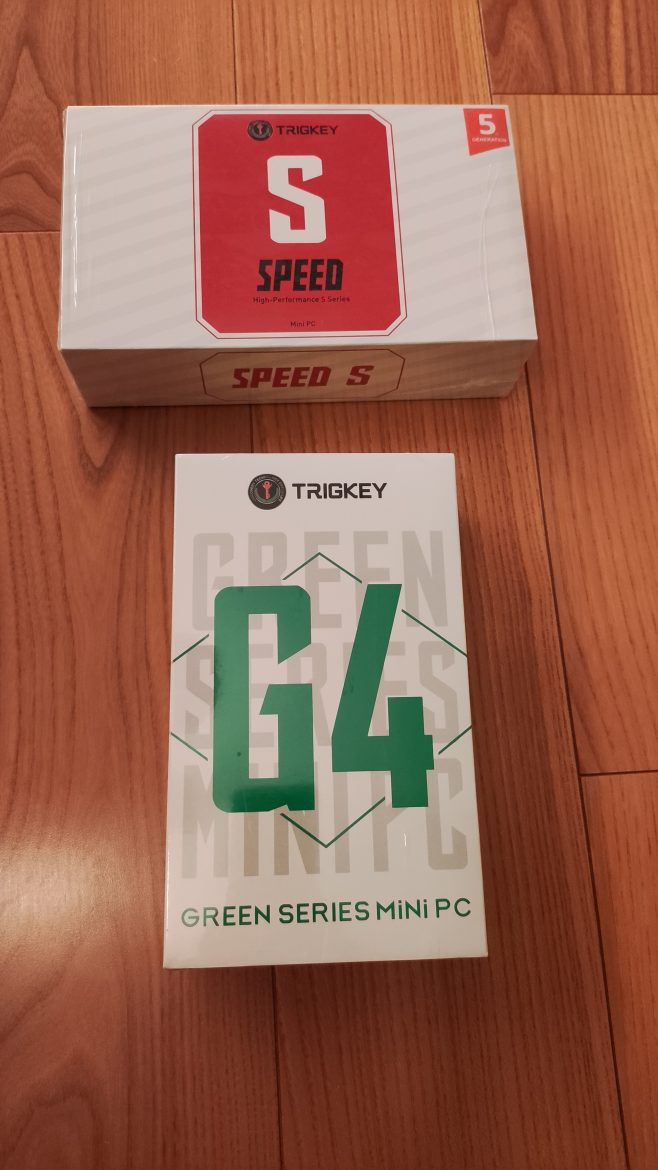 TRIGKEY
S
SPEED
High-Performance S Series
Mini PC
5
GENERATION
SPEED S
TRIGKEY
GREEN
SERIES
MINI PC
G4
GREEN SERIES MiNi PC